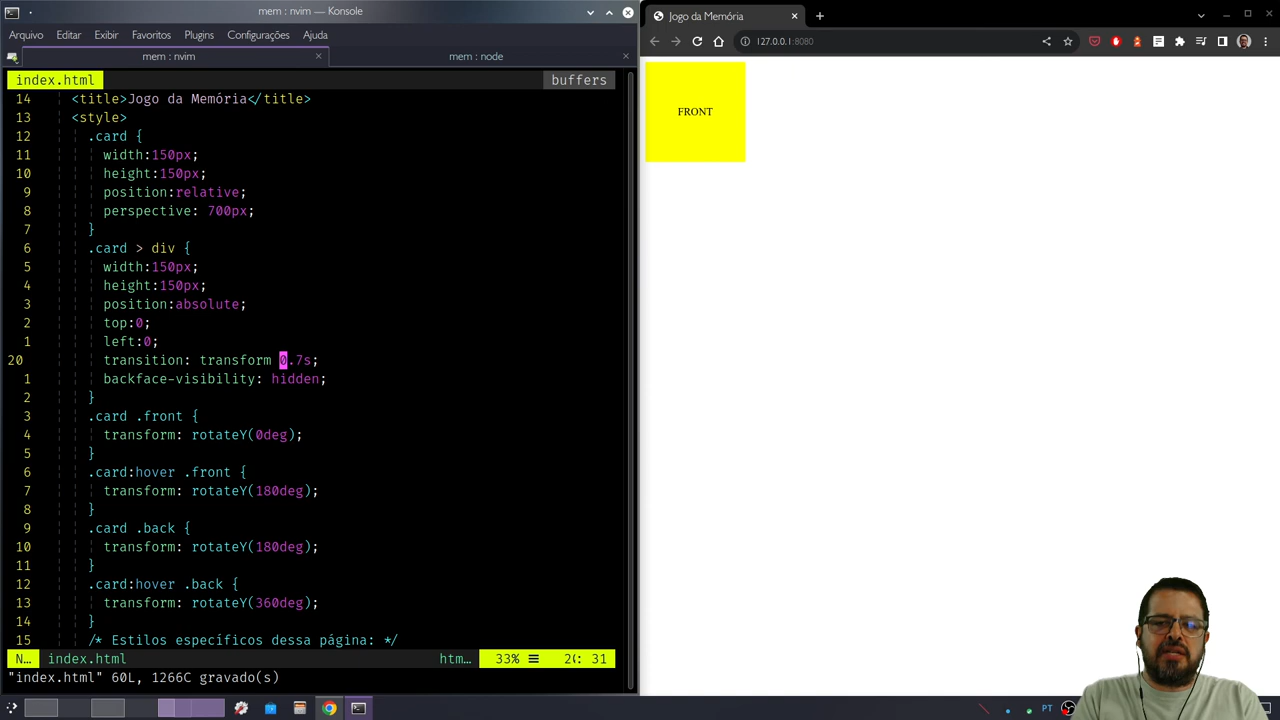 mem : nvim — Konsole
Arquivo Editar Exibir Favoritos Plugins Configurações Ajuda
mem : nvim
mem : node
index.html
buffers
14 <title>Jogo da Memória</title>
13 <style>
12 .card {
11 width:150px;
10 height:150px;
9 position:relative;
8 perspective: 700px;
7 }
6 .card > div {
5 width:150px;
4 height:150px;
3 position:absolute;
2 top:0;
1 left:0;
20 transition: transform 0.7s;
1 backface-visibility: hidden;
2 }
3 .card .front {
4 transform: rotateY(0deg);
5 }
6 .card:hover .front {
7 transform: rotateY(180deg);
8 }
9 .card .back {
10 transform: rotateY(180deg);
11 }
12 .card:hover .back {
13 transform: rotateY(360deg);
14 }
15 /* Estilos específicos dessa página: */
N… index.html htm… 33% ☰ 2(: 31
"index.html" 60L, 1266C gravado(s)
Jogo da Memória
127.0.0.1:8080
FRONT
PT